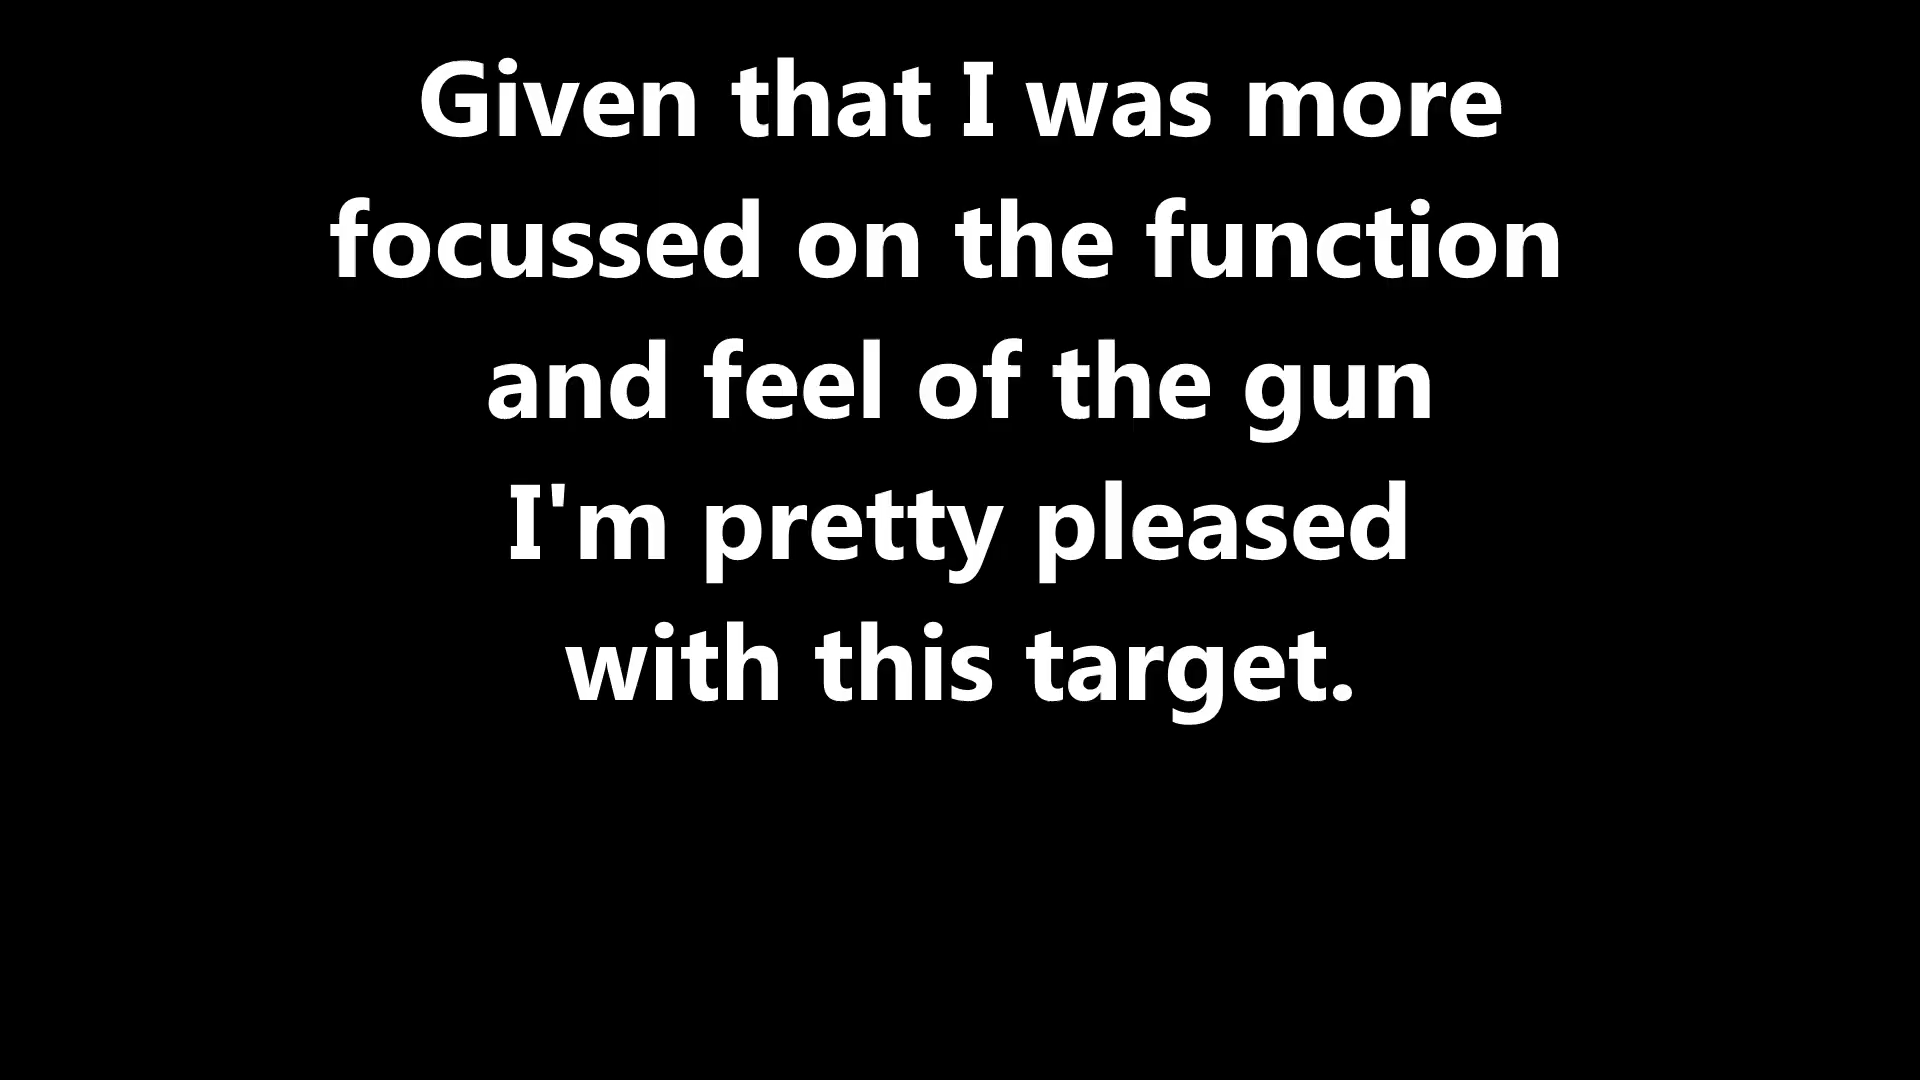 Given that I was more
focussed on the function
and feel of the gun
I'm pretty pleased
with this target.